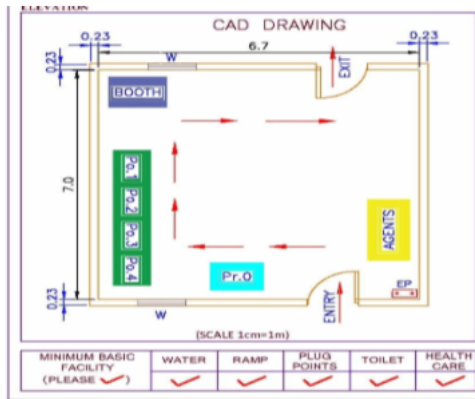 ELEVATION
CAD DRAWING
0.23
6.7
0.23
0.23
W
EXIT
BOOTH
Po.1
Po.2
Po.3
Po.4
7.0
AGENTS
Pr.O
EP
ENTRY
0.23
W
(SCALE 1cm=1m)
MINIMUM BASIC FACILITY (PLEASE ✓)
WATER
RAMP
PLUG POINTS
TOILET
HEALTH CARE